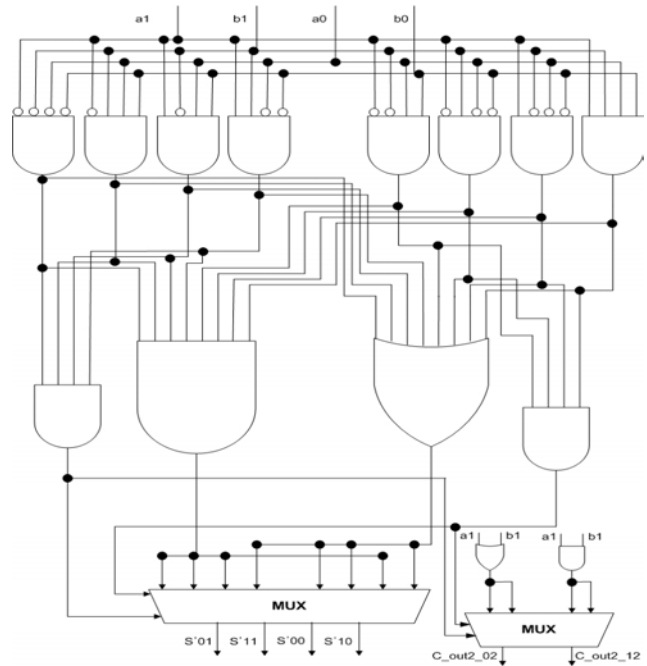 a1 b1 a0 b0
a1 b1 a1 b1
MUX
MUX
S`01 S`11 S`00 S`10
C_out2_02 C_out2_12